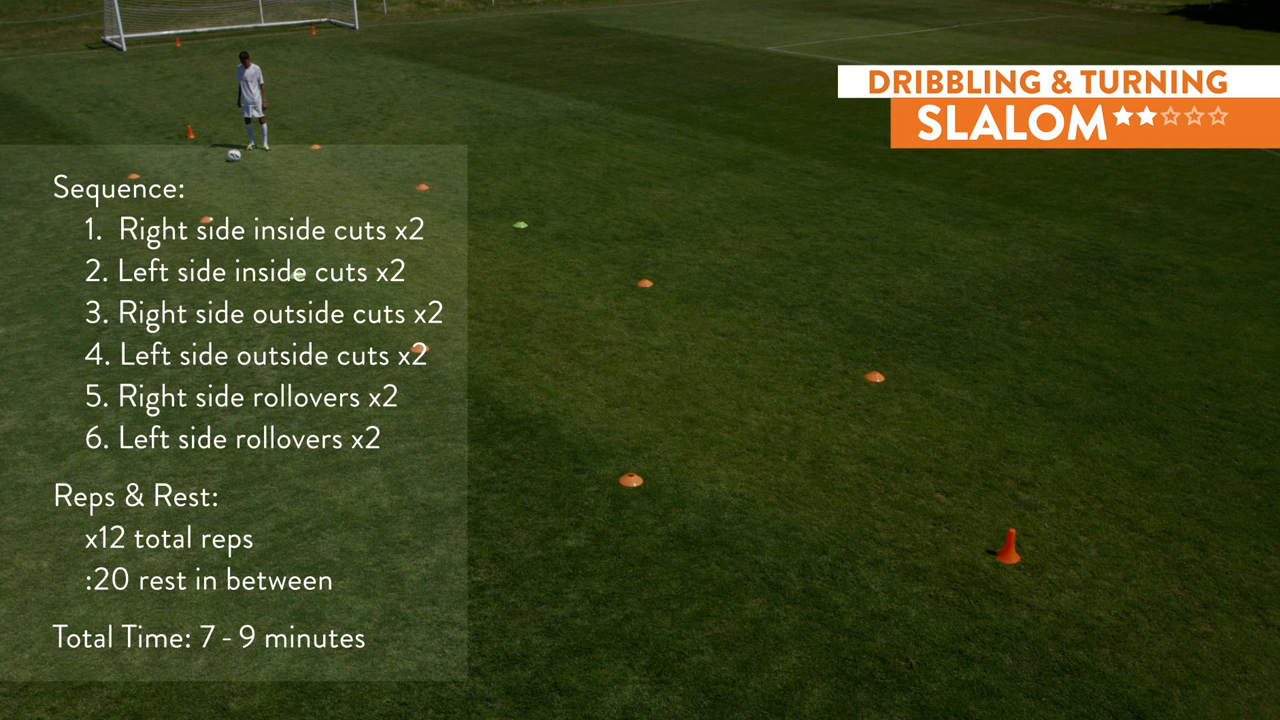 DRIBBLING & TURNING
SLALOM
Sequence:
1. Right side inside cuts x2
2. Left side inside cuts x2
3. Right side outside cuts x2
4. Left side outside cuts x2
5. Right side rollovers x2
6. Left side rollovers x2
Reps & Rest:
x12 total reps
:20 rest in between
Total Time: 7 - 9 minutes